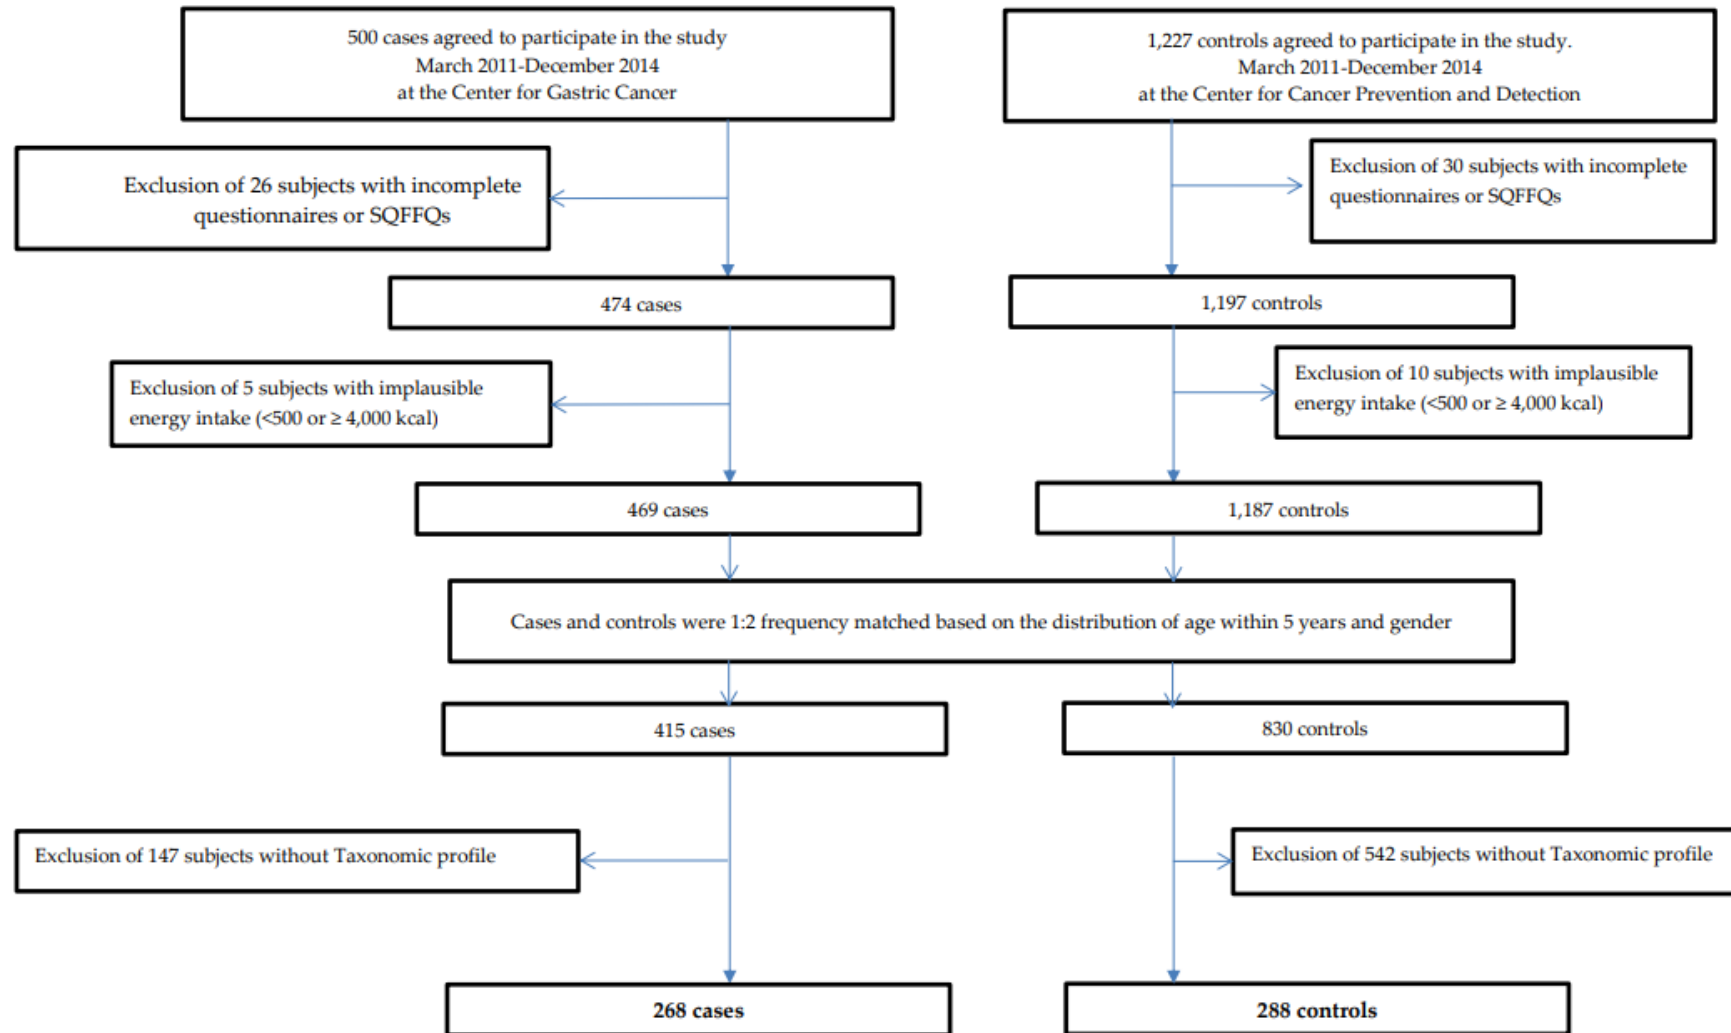 500 cases agreed to participate in the study
March 2011-December 2014
at the Center for Gastric Cancer
1,227 controls agreed to participate in the study.
March 2011-December 2014
at the Center for Cancer Prevention and Detection
Exclusion of 26 subjects with incomplete
questionnaires or SQFFQs
Exclusion of 30 subjects with incomplete
questionnaires or SQFFQs
474 cases
1,197 controls
Exclusion of 5 subjects with implausible
energy intake (<500 or ≥ 4,000 kcal)
Exclusion of 10 subjects with implausible
energy intake (<500 or ≥ 4,000 kcal)
469 cases
1,187 controls
Cases and controls were 1:2 frequency matched based on the distribution of age within 5 years and gender
415 cases
830 controls
Exclusion of 147 subjects without Taxonomic profile
Exclusion of 542 subjects without Taxonomic profile
268 cases
288 controls